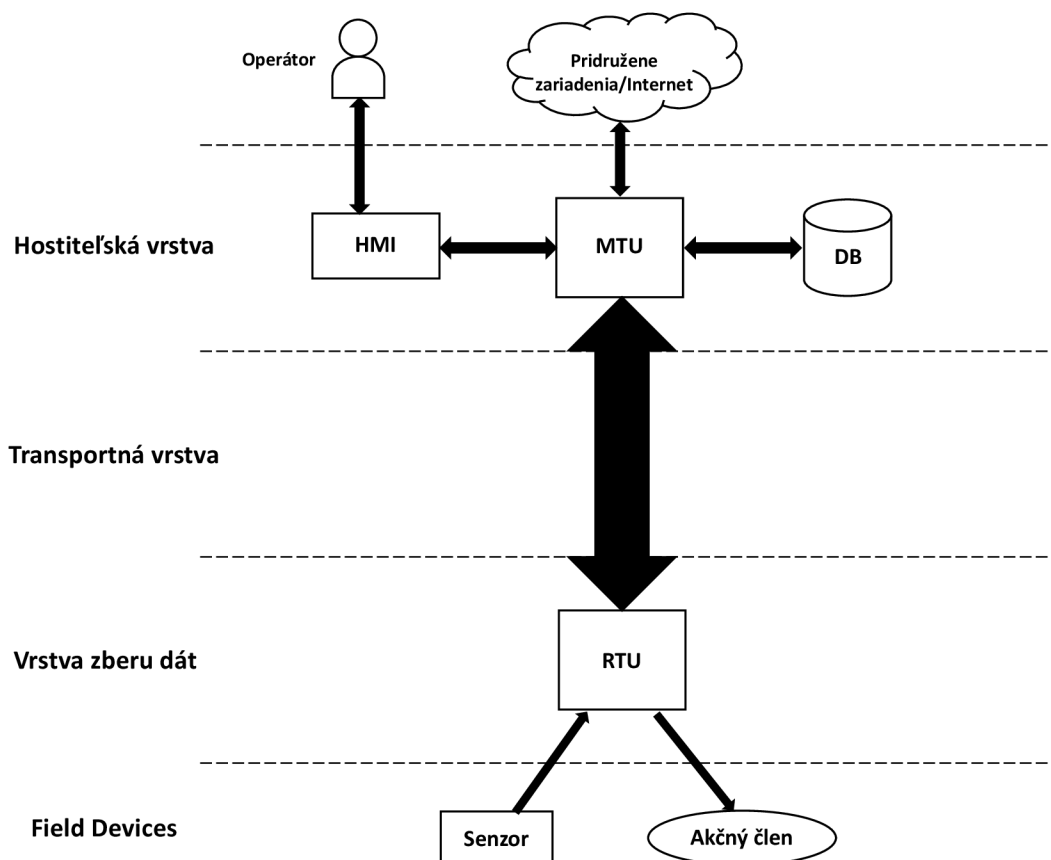 Operátor
Pridružene
zariadenia/Internet
Hostiteľská vrstva
HMI
MTU
DB
Transportná vrstva
Vrstva zberu dát
RTU
Field Devices
Senzor
Akčný člen